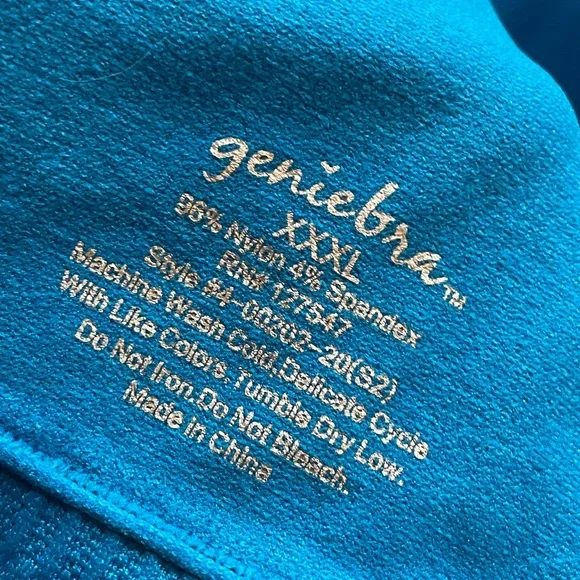 geniebra™
XXXL
96% Nylon 4% Spandex
RN# 127547
Style #4-00202-20(S2)
Machine Wash Cold,Delicate Cycle
With Like Colors.Tumble Dry Low.
Do Not Iron.Do Not Bleach.
Made in China